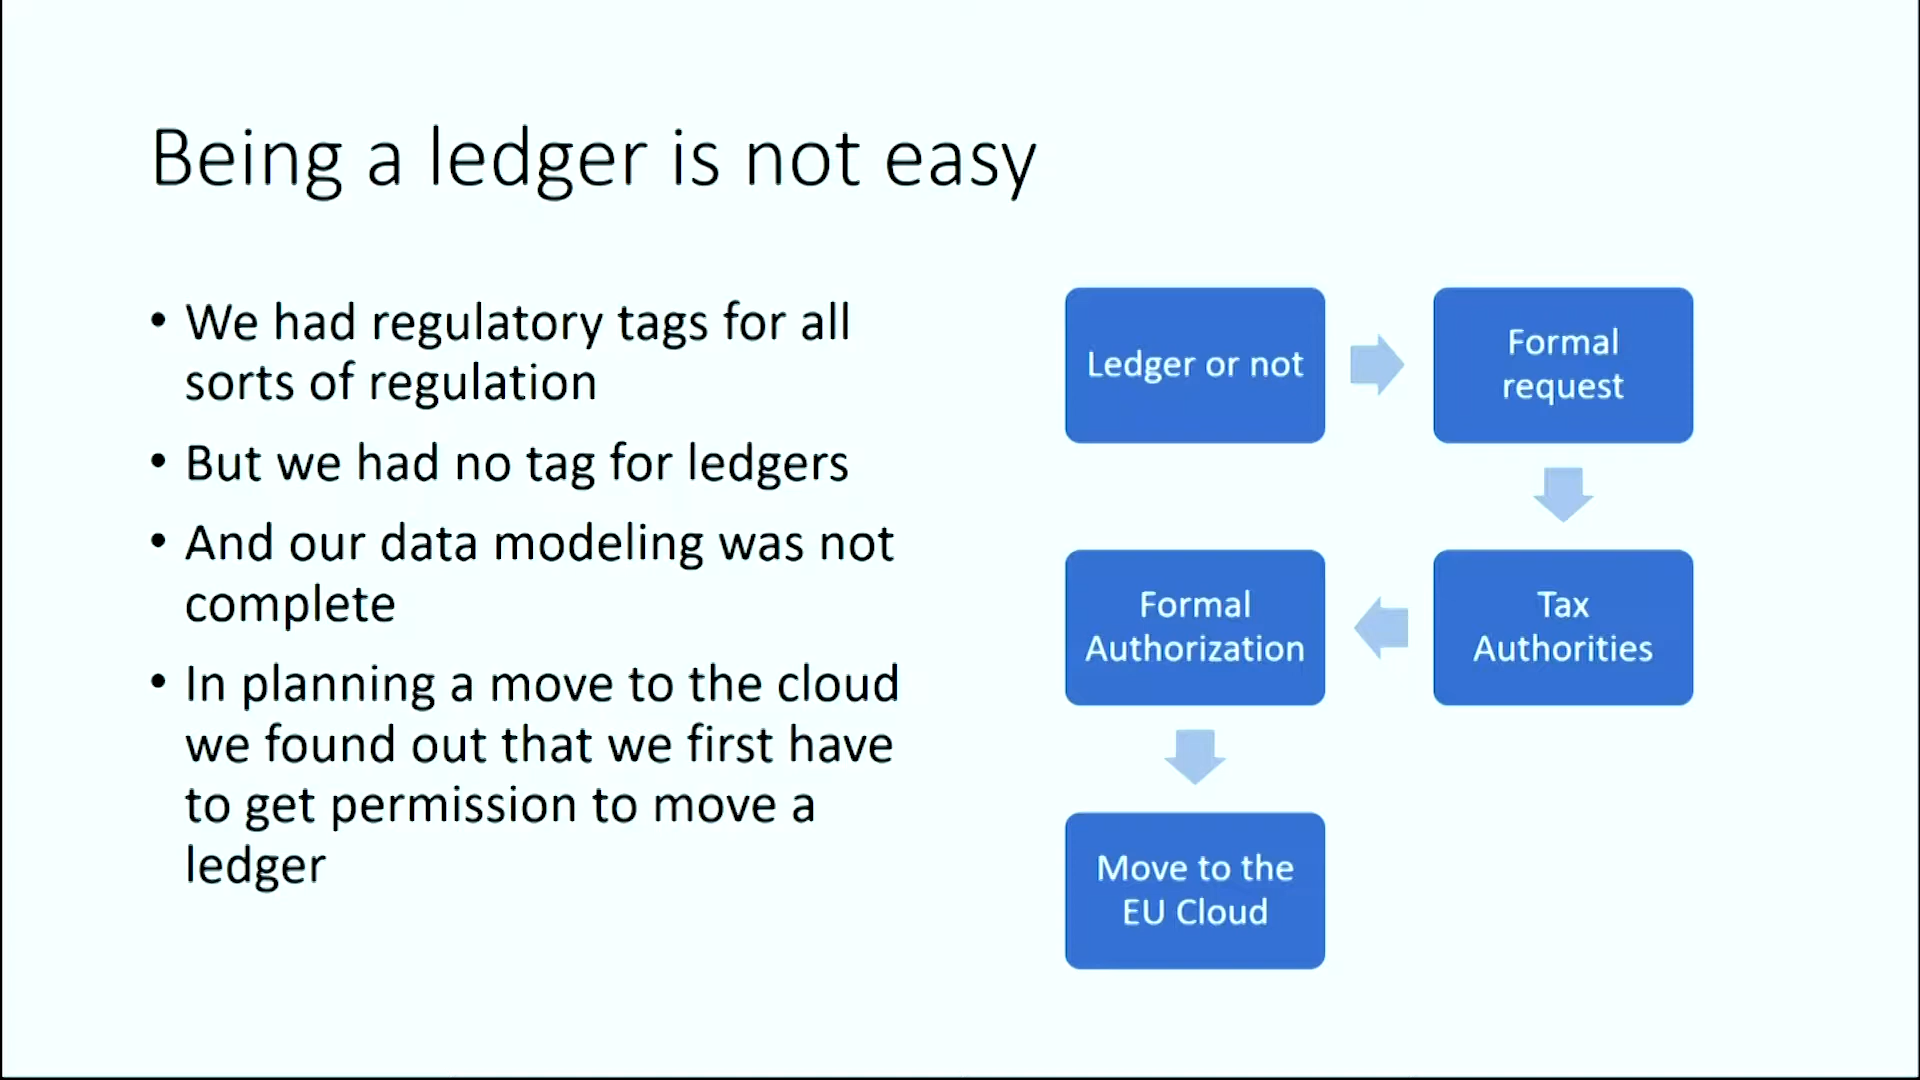 Being a ledger is not easy
• We had regulatory tags for all
sorts of regulation
• But we had no tag for ledgers
• And our data modeling was not
complete
• In planning a move to the cloud
we found out that we first have
to get permission to move a
ledger
Ledger or not
Formal
request
Tax
Authorities
Formal
Authorization
Move to the
EU Cloud